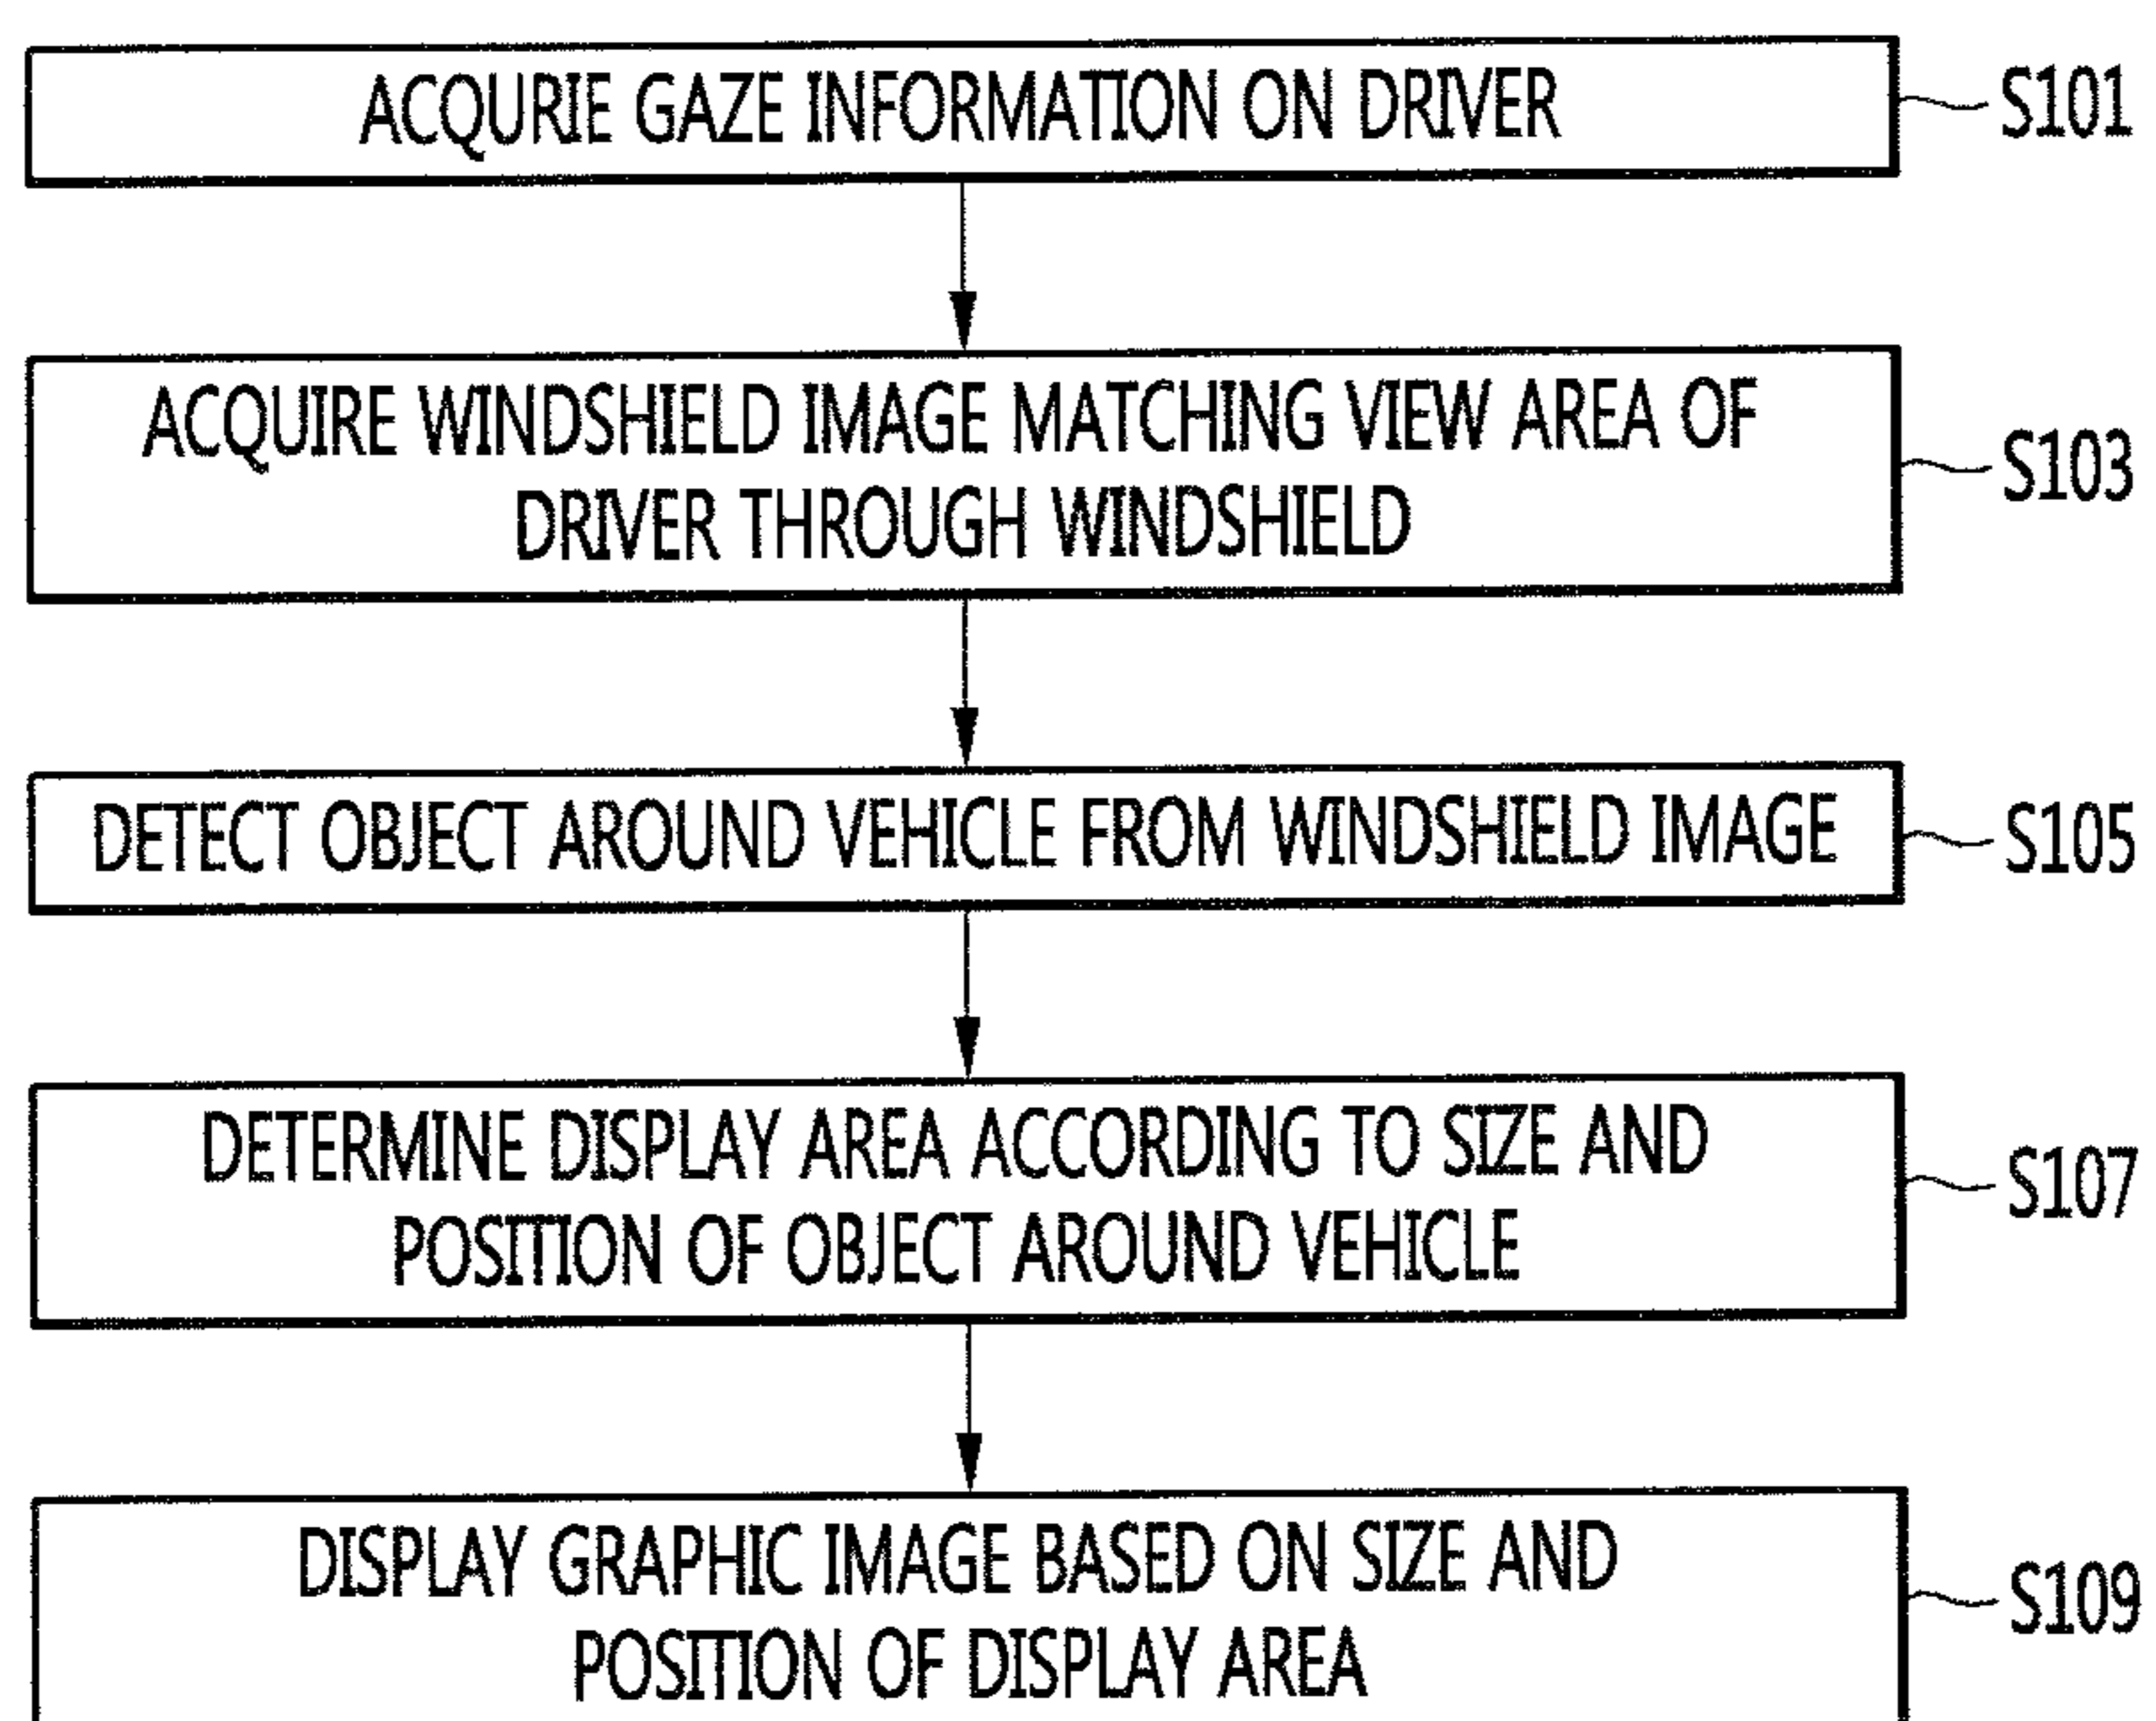 ACQURIE GAZE INFORMATION ON DRIVER
S101
ACQUIRE WINDSHIELD IMAGE MATCHING VIEW AREA OF
DRIVER THROUGH WINDSHIELD
S103
DETECT OBJECT AROUND VEHICLE FROM WINDSHIELD IMAGE
S105
DETERMINE DISPLAY AREA ACCORDING TO SIZE AND
POSITION OF OBJECT AROUND VEHICLE
S107
DISPLAY GRAPHIC IMAGE BASED ON SIZE AND
POSITION OF DISPLAY AREA
S109